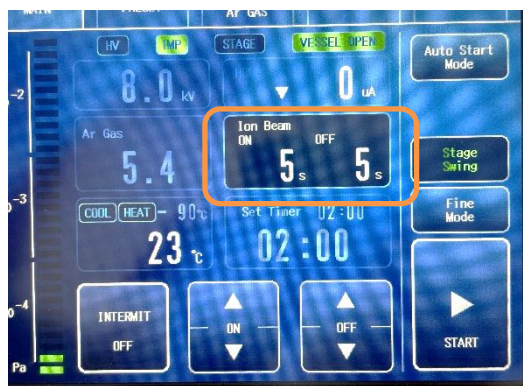 MAIN Ar GAS
HV TMP STAGE VESSEL OPEN
Auto Start
Mode
-2
8.0 kV
0 uA
Ar Gas
5.4
Ion Beam
ON OFF
5 s 5 s
Stage
Swing
-3
COOL HEAT - 90℃
Set Timer 02:00
23 ℃
02:00
Fine
Mode
-4
INTERMIT
OFF
ON
OFF
START
Pa